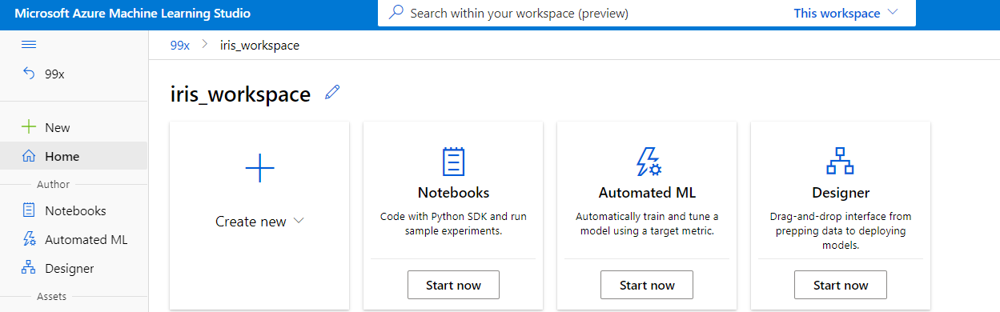 Microsoft Azure Machine Learning Studio
Search within your workspace (preview)
This workspace
99x
99x > iris_workspace
iris_workspace
New
Home
Author
Notebooks
Automated ML
Designer
Assets
Create new
Notebooks
Code with Python SDK and run
sample experiments.
Start now
Automated ML
Automatically train and tune a
model using a target metric.
Start now
Designer
Drag-and-drop interface from
prepping data to deploying
models.
Start now